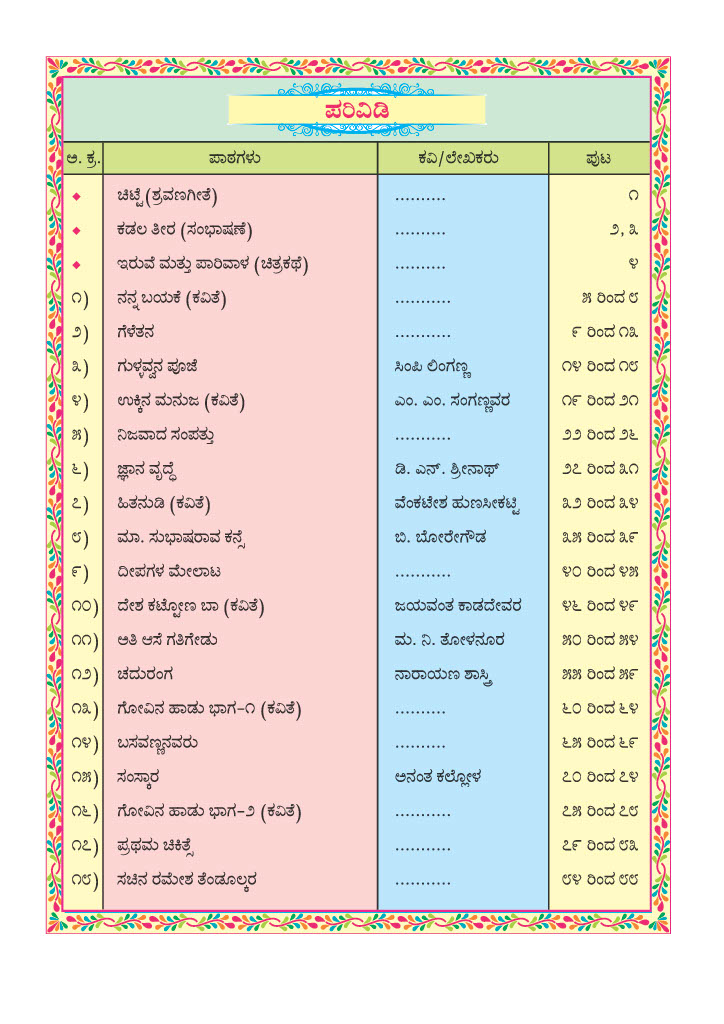 ಪರಿವಿಡಿ
ಅ. ಕ್ರ. ಪಾಠಗಳು ಕವಿ/ಲೇಖಕರು ಪುಟ
◆ ಚಿಟ್ಟೆ (ಶ್ರವಣಗೀತೆ) .......... ೧
◆ ಕಡಲ ತೀರ (ಸಂಭಾಷಣೆ) .......... ೨, ೩
◆ ಇರುವೆ ಮತ್ತು ಪಾರಿವಾಳ (ಚಿತ್ರಕಥೆ) .......... ೪
೧) ನನ್ನ ಬಯಕೆ (ಕವಿತೆ) ........... ೫ ರಿಂದ ೮
೨) ಗೆಳೆತನ ........... ೯ ರಿಂದ ೧೩
೩) ಗುಳ್ಳವ್ವನ ಪೂಜೆ ಸಿಂಪಿ ಲಿಂಗಣ್ಣ ೧೪ ರಿಂದ ೧೮
೪) ಉಕ್ಕಿನ ಮನುಜ (ಕವಿತೆ) ಎಂ. ಎಂ. ಸಂಗಣ್ಣವರ ೧೯ ರಿಂದ ೨೧
೫) ನಿಜವಾದ ಸಂಪತ್ತು ........... ೨೨ ರಿಂದ ೨೬
೬) ಜ್ಞಾನ ವೃದ್ಧೆ ಡಿ. ಎನ್. ಶ್ರೀನಾಥ್ ೨೭ ರಿಂದ ೩೧
೭) ಹಿತನುಡಿ (ಕವಿತೆ) ವೆಂಕಟೇಶ ಹುಣಸೀಕಟ್ಟಿ ೩೨ ರಿಂದ ೩೪
೮) ಮಾ. ಸುಭಾಷರಾವ ಕನ್ಸೆ ಬಿ. ಬೋರೇಗೌಡ ೩೫ ರಿಂದ ೩೯
೯) ದೀಪಗಳ ಮೇಲಾಟ ........... ೪೦ ರಿಂದ ೪೫
೧೦) ದೇಶ ಕಟ್ಟೋಣ ಬಾ (ಕವಿತೆ) ಜಯವಂತ ಕಾಡದೇವರ ೪೬ ರಿಂದ ೪೯
೧೧) ಅತಿ ಆಸೆ ಗತಿಗೇಡು ಮ. ನಿ. ತೋಳನೂರ ೫೦ ರಿಂದ ೫೪
೧೨) ಚದುರಂಗ ನಾರಾಯಣ ಶಾಸ್ತ್ರಿ ೫೫ ರಿಂದ ೫೯
೧೩) ಗೋವಿನ ಹಾಡು ಭಾಗ-೧ (ಕವಿತೆ) .......... ೬೦ ರಿಂದ ೬೪
೧೪) ಬಸವಣ್ಣನವರು .......... ೬೫ ರಿಂದ ೬೯
೧೫) ಸಂಸ್ಕಾರ ಅನಂತ ಕಲ್ಲೋಳ ೭೦ ರಿಂದ ೭೪
೧೬) ಗೋವಿನ ಹಾಡು ಭಾಗ-೨ (ಕವಿತೆ) ........... ೭೫ ರಿಂದ ೭೮
೧೭) ಪ್ರಥಮ ಚಿಕಿತ್ಸೆ ........... ೭೯ ರಿಂದ ೮೩
೧೮) ಸಚಿನ ರಮೇಶ ತೆಂಡೂಲ್ಕರ ........... ೮೪ ರಿಂದ ೮೮